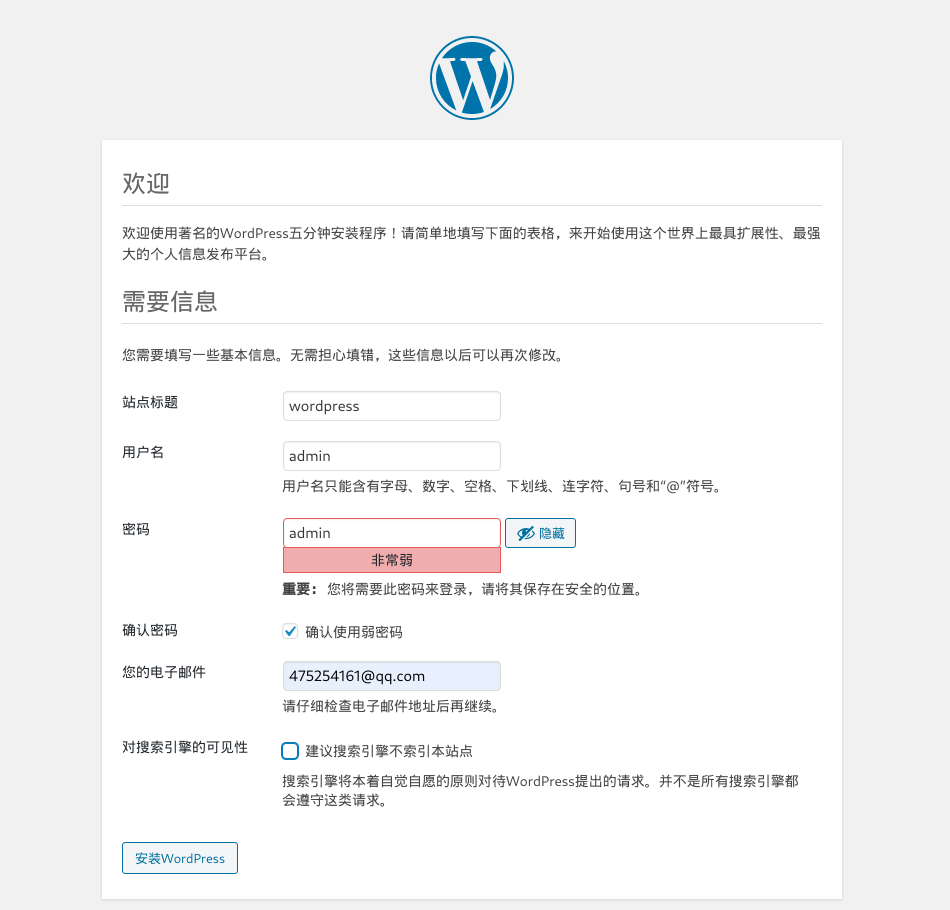 欢迎
欢迎使用著名的WordPress五分钟安装程序！请简单地填写下面的表格，来开始使用这个世界上最具扩展性、最强
大的个人信息发布平台。
需要信息
您需要填写一些基本信息。无需担心填错，这些信息以后可以再次修改。
站点标题
wordpress
用户名
admin
用户名只能含有字母、数字、空格、下划线、连字符、句号和“@”符号。
密码
admin
隐藏
非常弱
重要： 您将需要此密码来登录，请将其保存在安全的位置。
确认密码
确认使用弱密码
您的电子邮件
475254161@qq.com
请仔细检查电子邮件地址后再继续。
对搜索引擎的可见性
建议搜索引擎不索引本站点
搜索引擎将本着自觉自愿的原则对待WordPress提出的请求。并不是所有搜索引擎都
会遵守这类请求。
安装WordPress